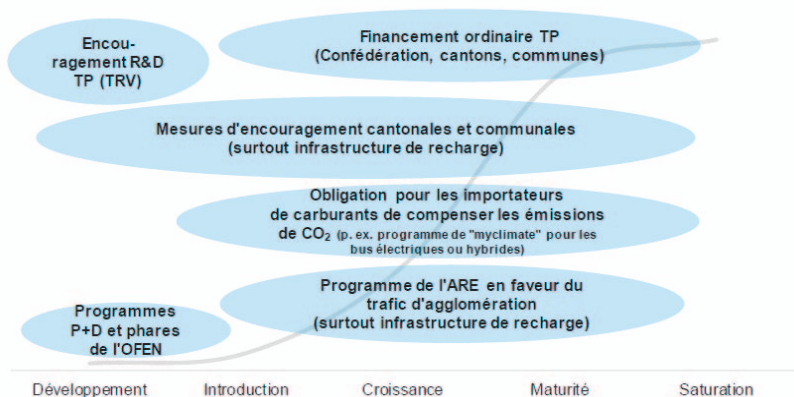 Encou-
ragement R&D
TP (TRV)
Financement ordinaire TP
(Confédération, cantons, communes)
Mesures d'encouragement cantonales et communales
(surtout infrastructure de recharge)
Obligation pour les importateurs
de carburants de compenser les émissions
de CO₂ (p. ex. programme de "myclimate" pour les
bus électriques ou hybrides)
Programme de l'ARE en faveur du
trafic d'agglomération
(surtout infrastructure de recharge)
Programmes
P+D et phares
de l'OFEN
Développement Introduction Croissance Maturité Saturation